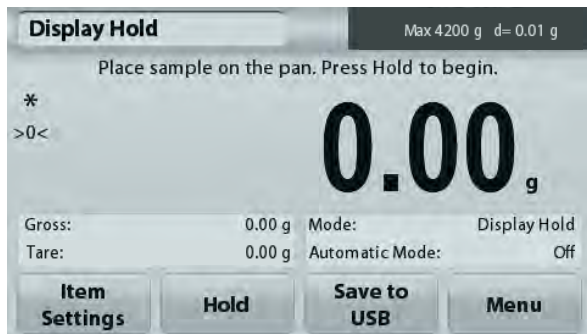 Display Hold
Max 4200 g d= 0.01 g
Place sample on the pan. Press Hold to begin.
*
>0<
0.00 g
Gross: 0.00 g
Mode: Display Hold
Tare: 0.00 g
Automatic Mode: Off
Item
Settings
Hold
Save to
USB
Menu